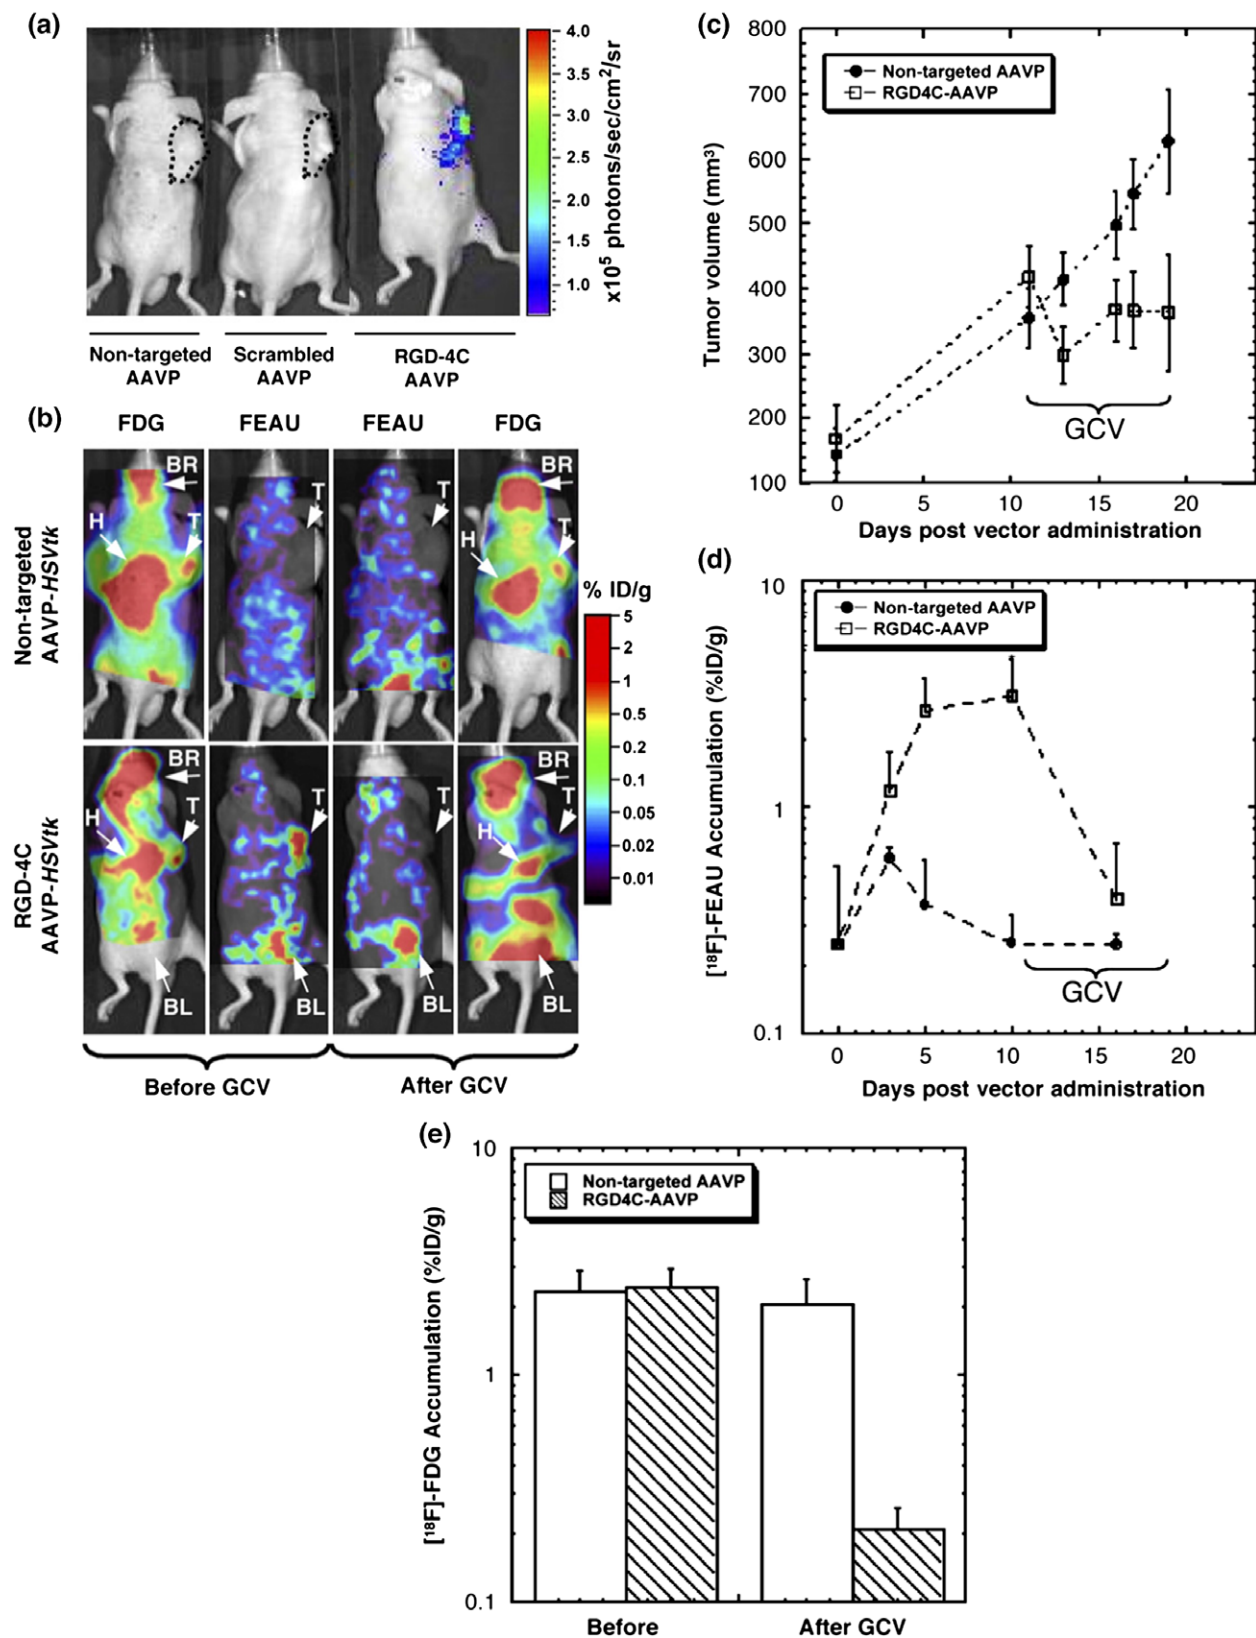 (a)
4.0
3.5
3.0
2.5
2.0
1.5
1.0
x10⁵ photons/sec/cm²/sr
Non-targeted
AAVP
Scrambled
AAVP
RGD-4C
AAVP
(b)
FDG
FEAU
FEAU
FDG
Non-targeted
AAVP-HSVtk
BR
H
T
T
T
BR
H
T
RGD-4C
AAVP-HSVtk
BR
H
T
BL
T
BL
T
BL
BR
H
T
BL
% ID/g
5
2
1
0.5
0.2
0.1
0.05
0.02
0.01
Before GCV
After GCV
(c)
Non-targeted AAVP
RGD4C-AAVP
Tumor volume (mm³)
800
700
600
500
400
300
200
100
GCV
0
5
10
15
20
Days post vector administration
(d)
Non-targeted AAVP
RGD4C-AAVP
[¹⁸F]-FEAU Accumulation (%ID/g)
10
1
0.1
GCV
0
5
10
15
20
Days post vector administration
(e)
Non-targeted AAVP
RGD4C-AAVP
[¹⁸F]-FDG Accumulation (%ID/g)
10
1
0.1
Before
After GCV